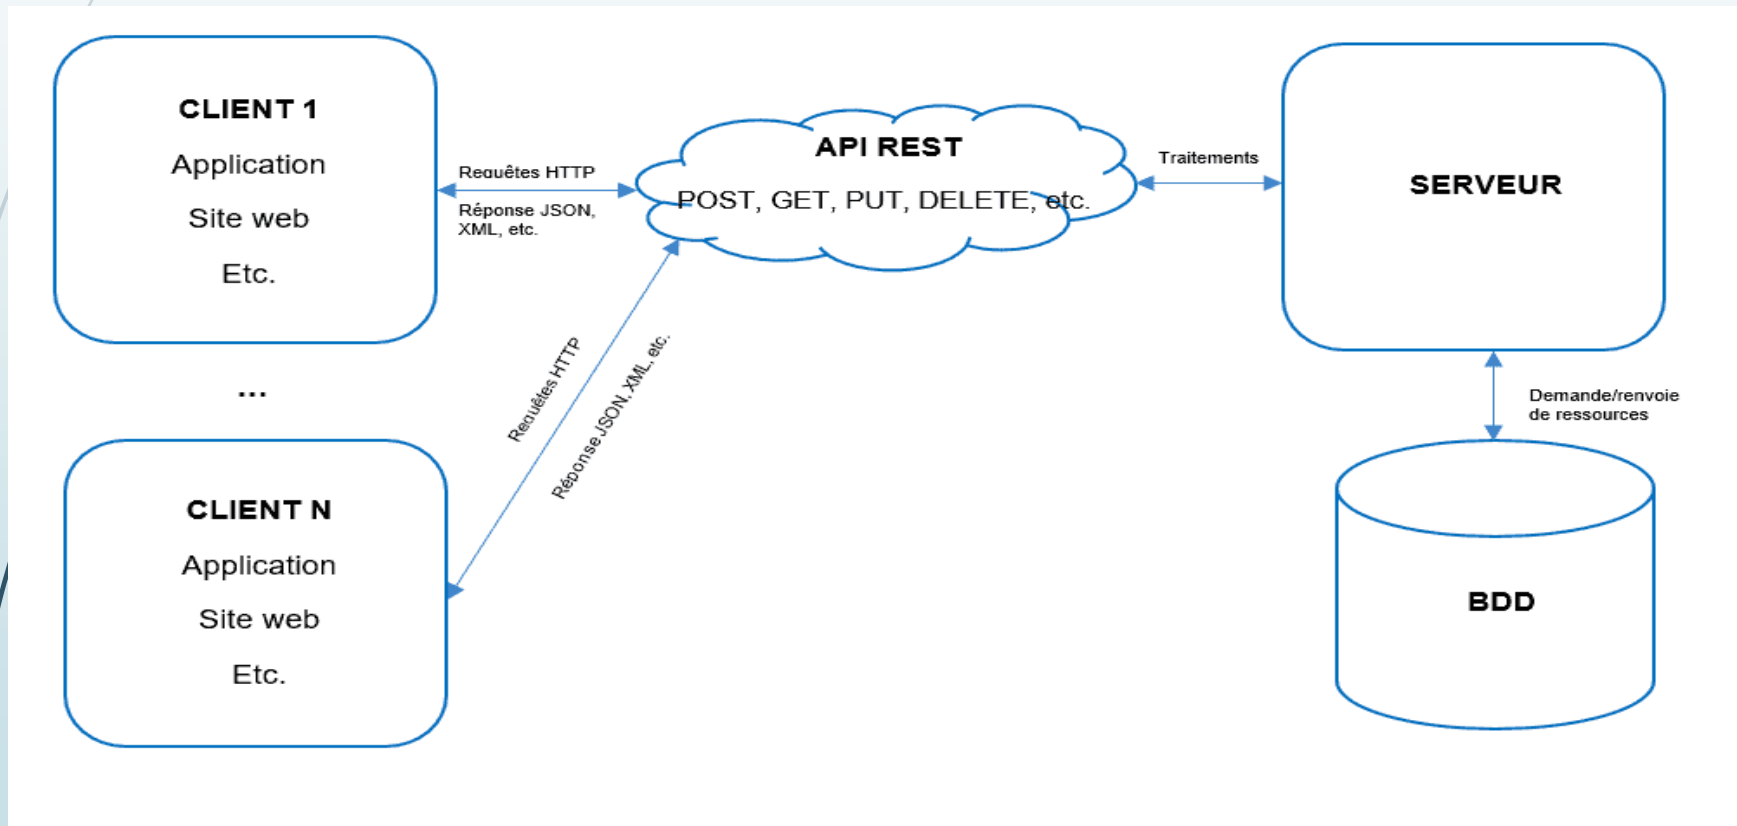 CLIENT 1
Application
Site web
Etc.
...
CLIENT N
Application
Site web
Etc.
Requêtes HTTP
Réponse JSON,
XML, etc.
Requêtes HTTP
Réponse JSON, XML, etc.
API REST
POST, GET, PUT, DELETE, etc.
Traitements
SERVEUR
Demande/renvoie
de ressources
BDD